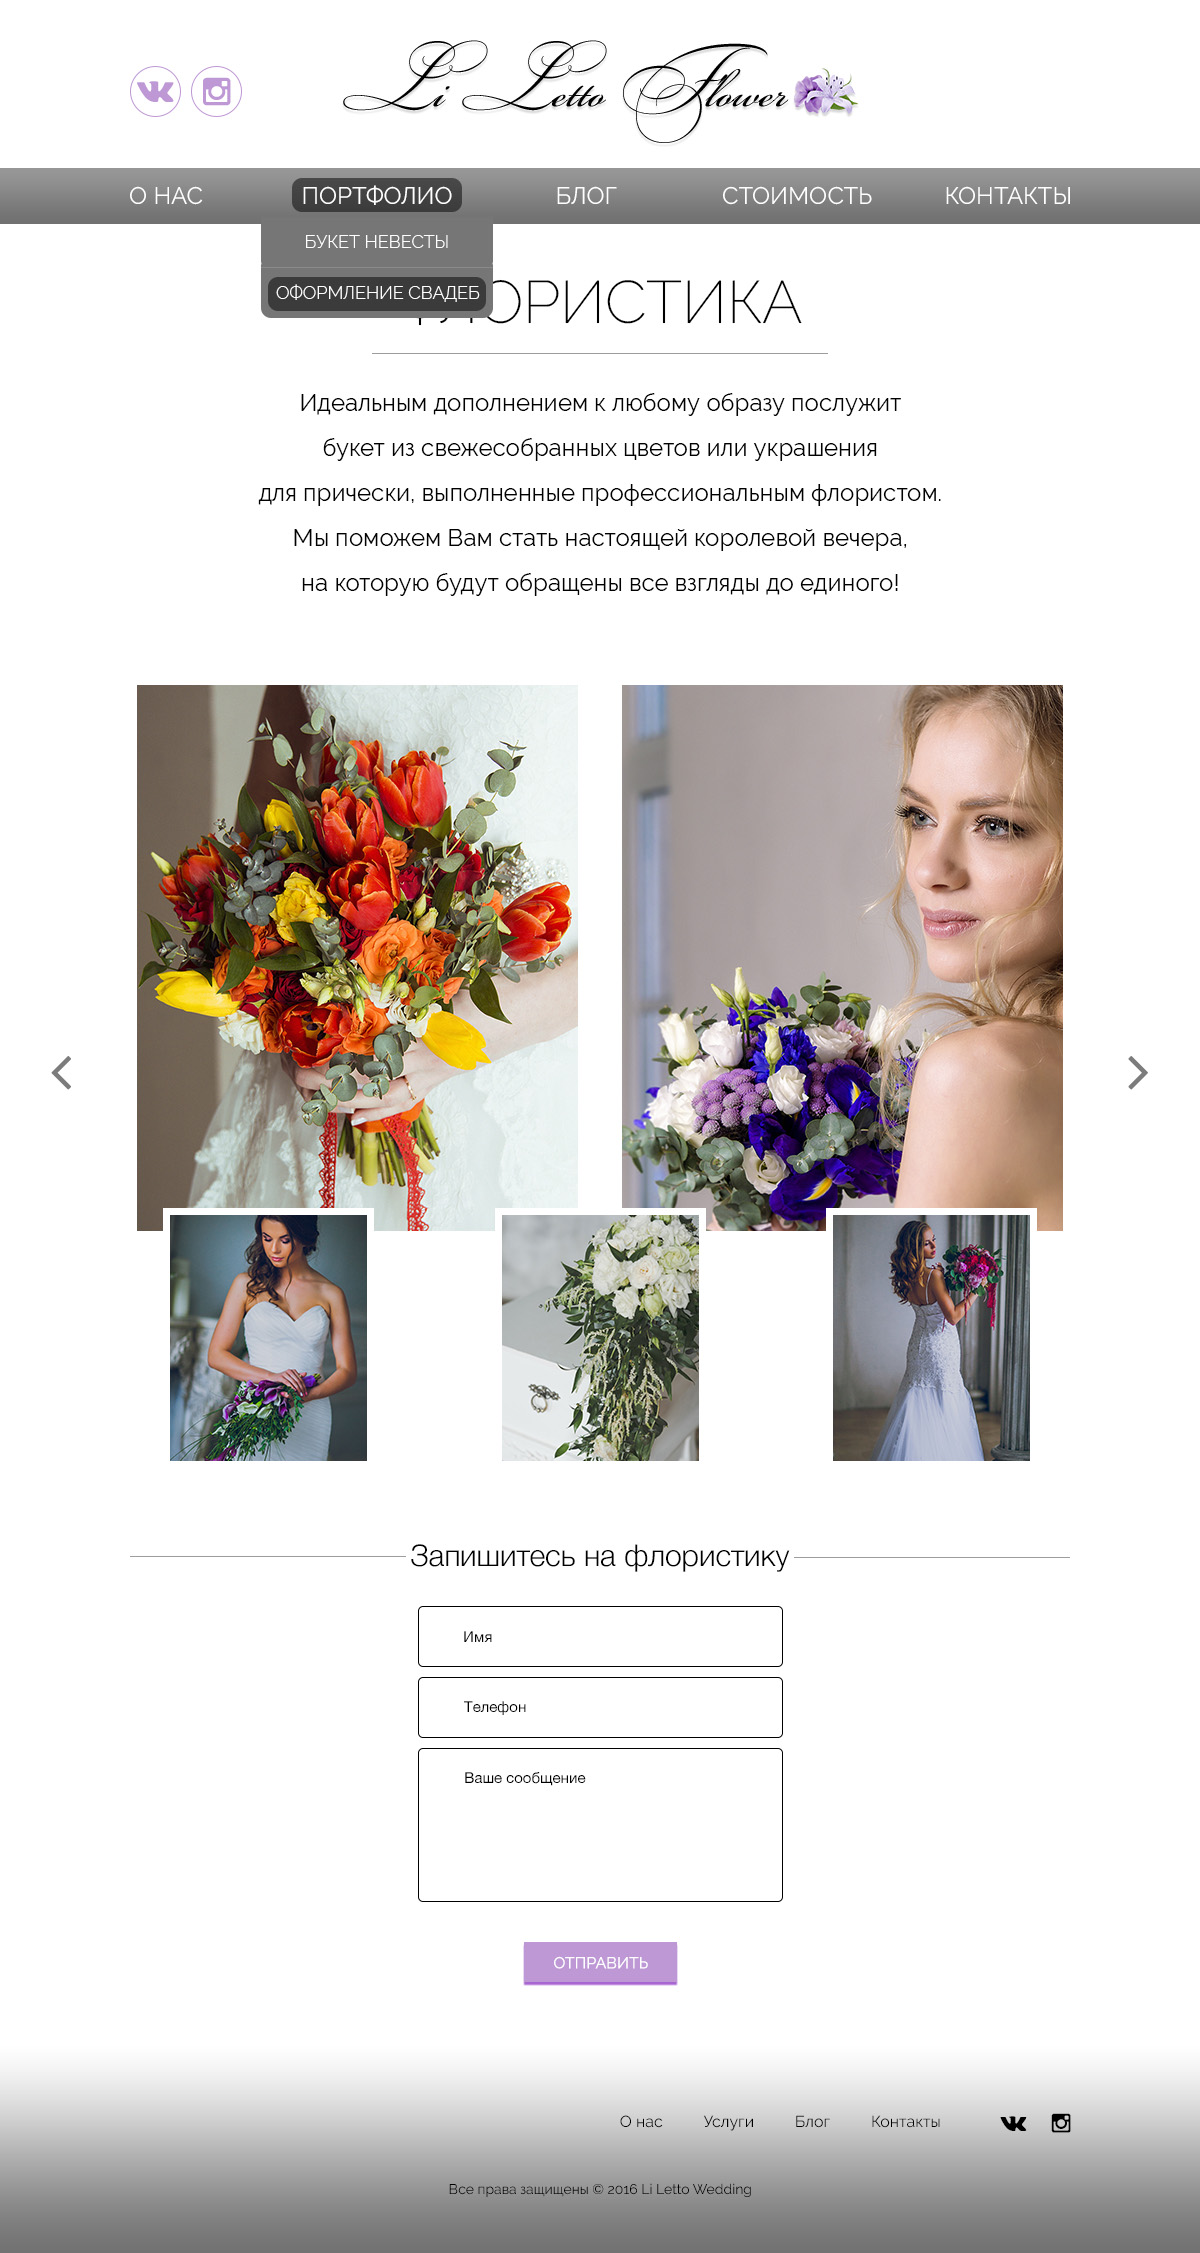 Li Letto Flower
О НАС
ПОРТФОЛИО
БЛОГ
СТОИМОСТЬ
КОНТАКТЫ
БУКЕТ НЕВЕСТЫ
ОФОРМЛЕНИЕ СВАДЕБ
ФЛОРИСТИКА
Идеальным дополнением к любому образу послужит
букет из свежесобранных цветов или украшения
для прически, выполненные профессиональным флористом.
Мы поможем Вам стать настоящей королевой вечера,
на которую будут обращены все взгляды до единого!
Запишитесь на флористику
Имя
Телефон
Ваше сообщение
ОТПРАВИТЬ
О нас
Услуги
Блог
Контакты
Все права защищены © 2016 Li Letto Wedding